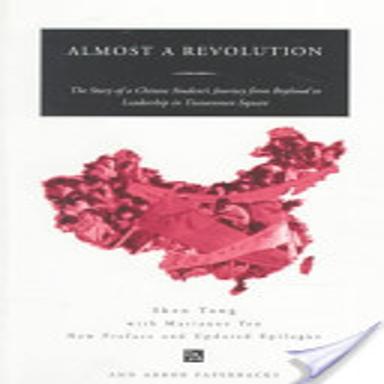 ALMOST A REVOLUTION
The Story of a Chinese Student's Journey from Boyhood to
Leadership in Tiananmen Square
Shen Tong
with Marianne Yen
New Preface and Updated Epilogue
ANN ARBOR PAPERBACKS